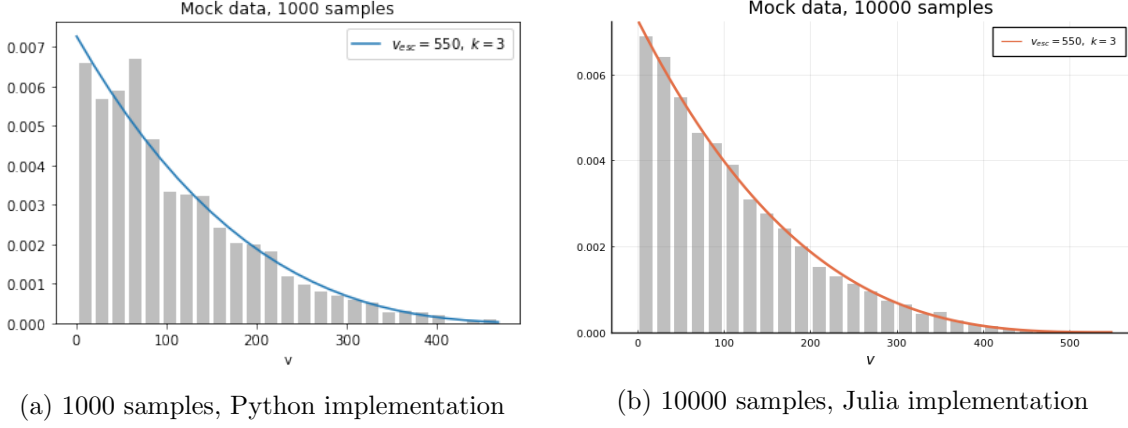 Mock data, 1000 samples
v_esc = 550, k = 3
0.007
0.006
0.005
0.004
0.003
0.002
0.001
0.000
0 100 200 300 400
v
(a) 1000 samples, Python implementation
Mock data, 10000 samples
v_esc = 550, k = 3
0.006
0.004
0.002
0.000
0 100 200 300 400 500
v
(b) 10000 samples, Julia implementation